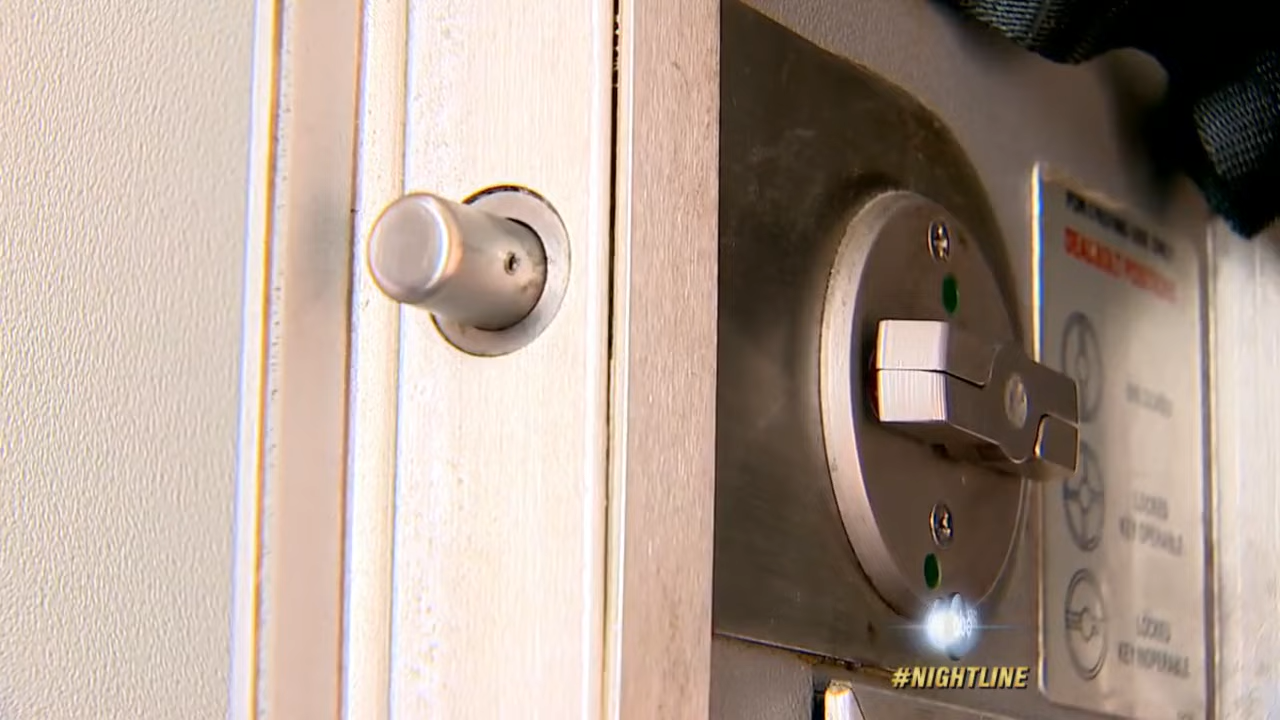 DEADBOLT POSITIONS
UNLOCKED
LOCKED
KEY OPERABLE
LOCKED
KEY INOPERABLE
#NIGHTLINE